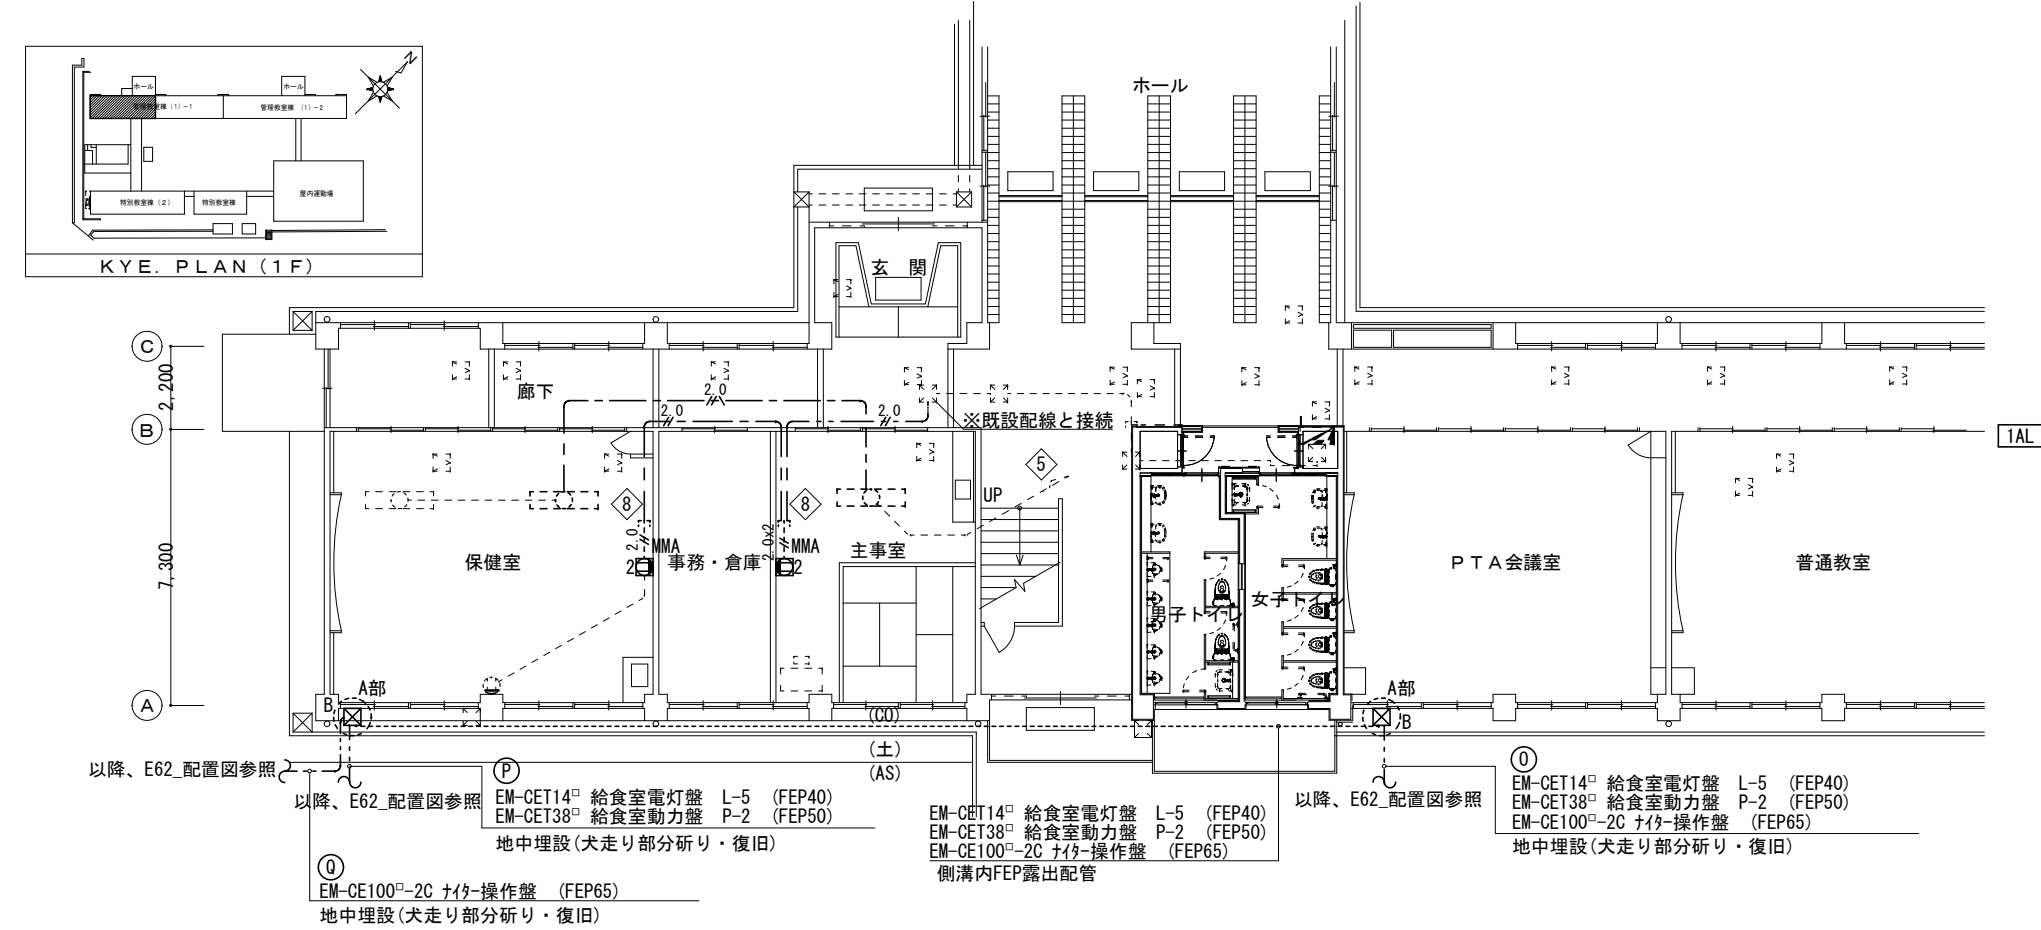 ホール
ホール
管理教室棟（1）-1
管理教室棟（1）-2
N
特別教室棟（2）
特別教室棟
屋内運動場
KYE. PLAN (1F)
ホール
玄 関
C
2,200
B
7,300
A
廊下
2.0
2.0
2.0
※既設配線と接続
1AL
5
UP
8
8
2.0
MMA
2.0x2
MMA
2
2
保健室
事務・倉庫
主事室
男子トイレ
女子トイレ
ＰＴＡ会議室
普通教室
A部
B
A部
B
(CO)
(土)
(AS)
以降、E62_配置図参照
以降、E62_配置図参照
以降、E62_配置図参照
P
EM-CET14□ 給食室電灯盤 L-5 (FEP40)
EM-CET38□ 給食室動力盤 P-2 (FEP50)
地中埋設(犬走り部分斫り・復旧)
Q
EM-CE100□-2C ﾅｲﾀｰ操作盤 (FEP65)
地中埋設(犬走り部分斫り・復旧)
EM-CET14□ 給食室電灯盤 L-5 (FEP40)
EM-CET38□ 給食室動力盤 P-2 (FEP50)
EM-CE100□-2C ﾅｲﾀｰ操作盤 (FEP65)
側溝内FEP露出配管
O
EM-CET14□ 給食室電灯盤 L-5 (FEP40)
EM-CET38□ 給食室動力盤 P-2 (FEP50)
EM-CE100□-2C ﾅｲﾀｰ操作盤 (FEP65)
地中埋設(犬走り部分斫り・復旧)